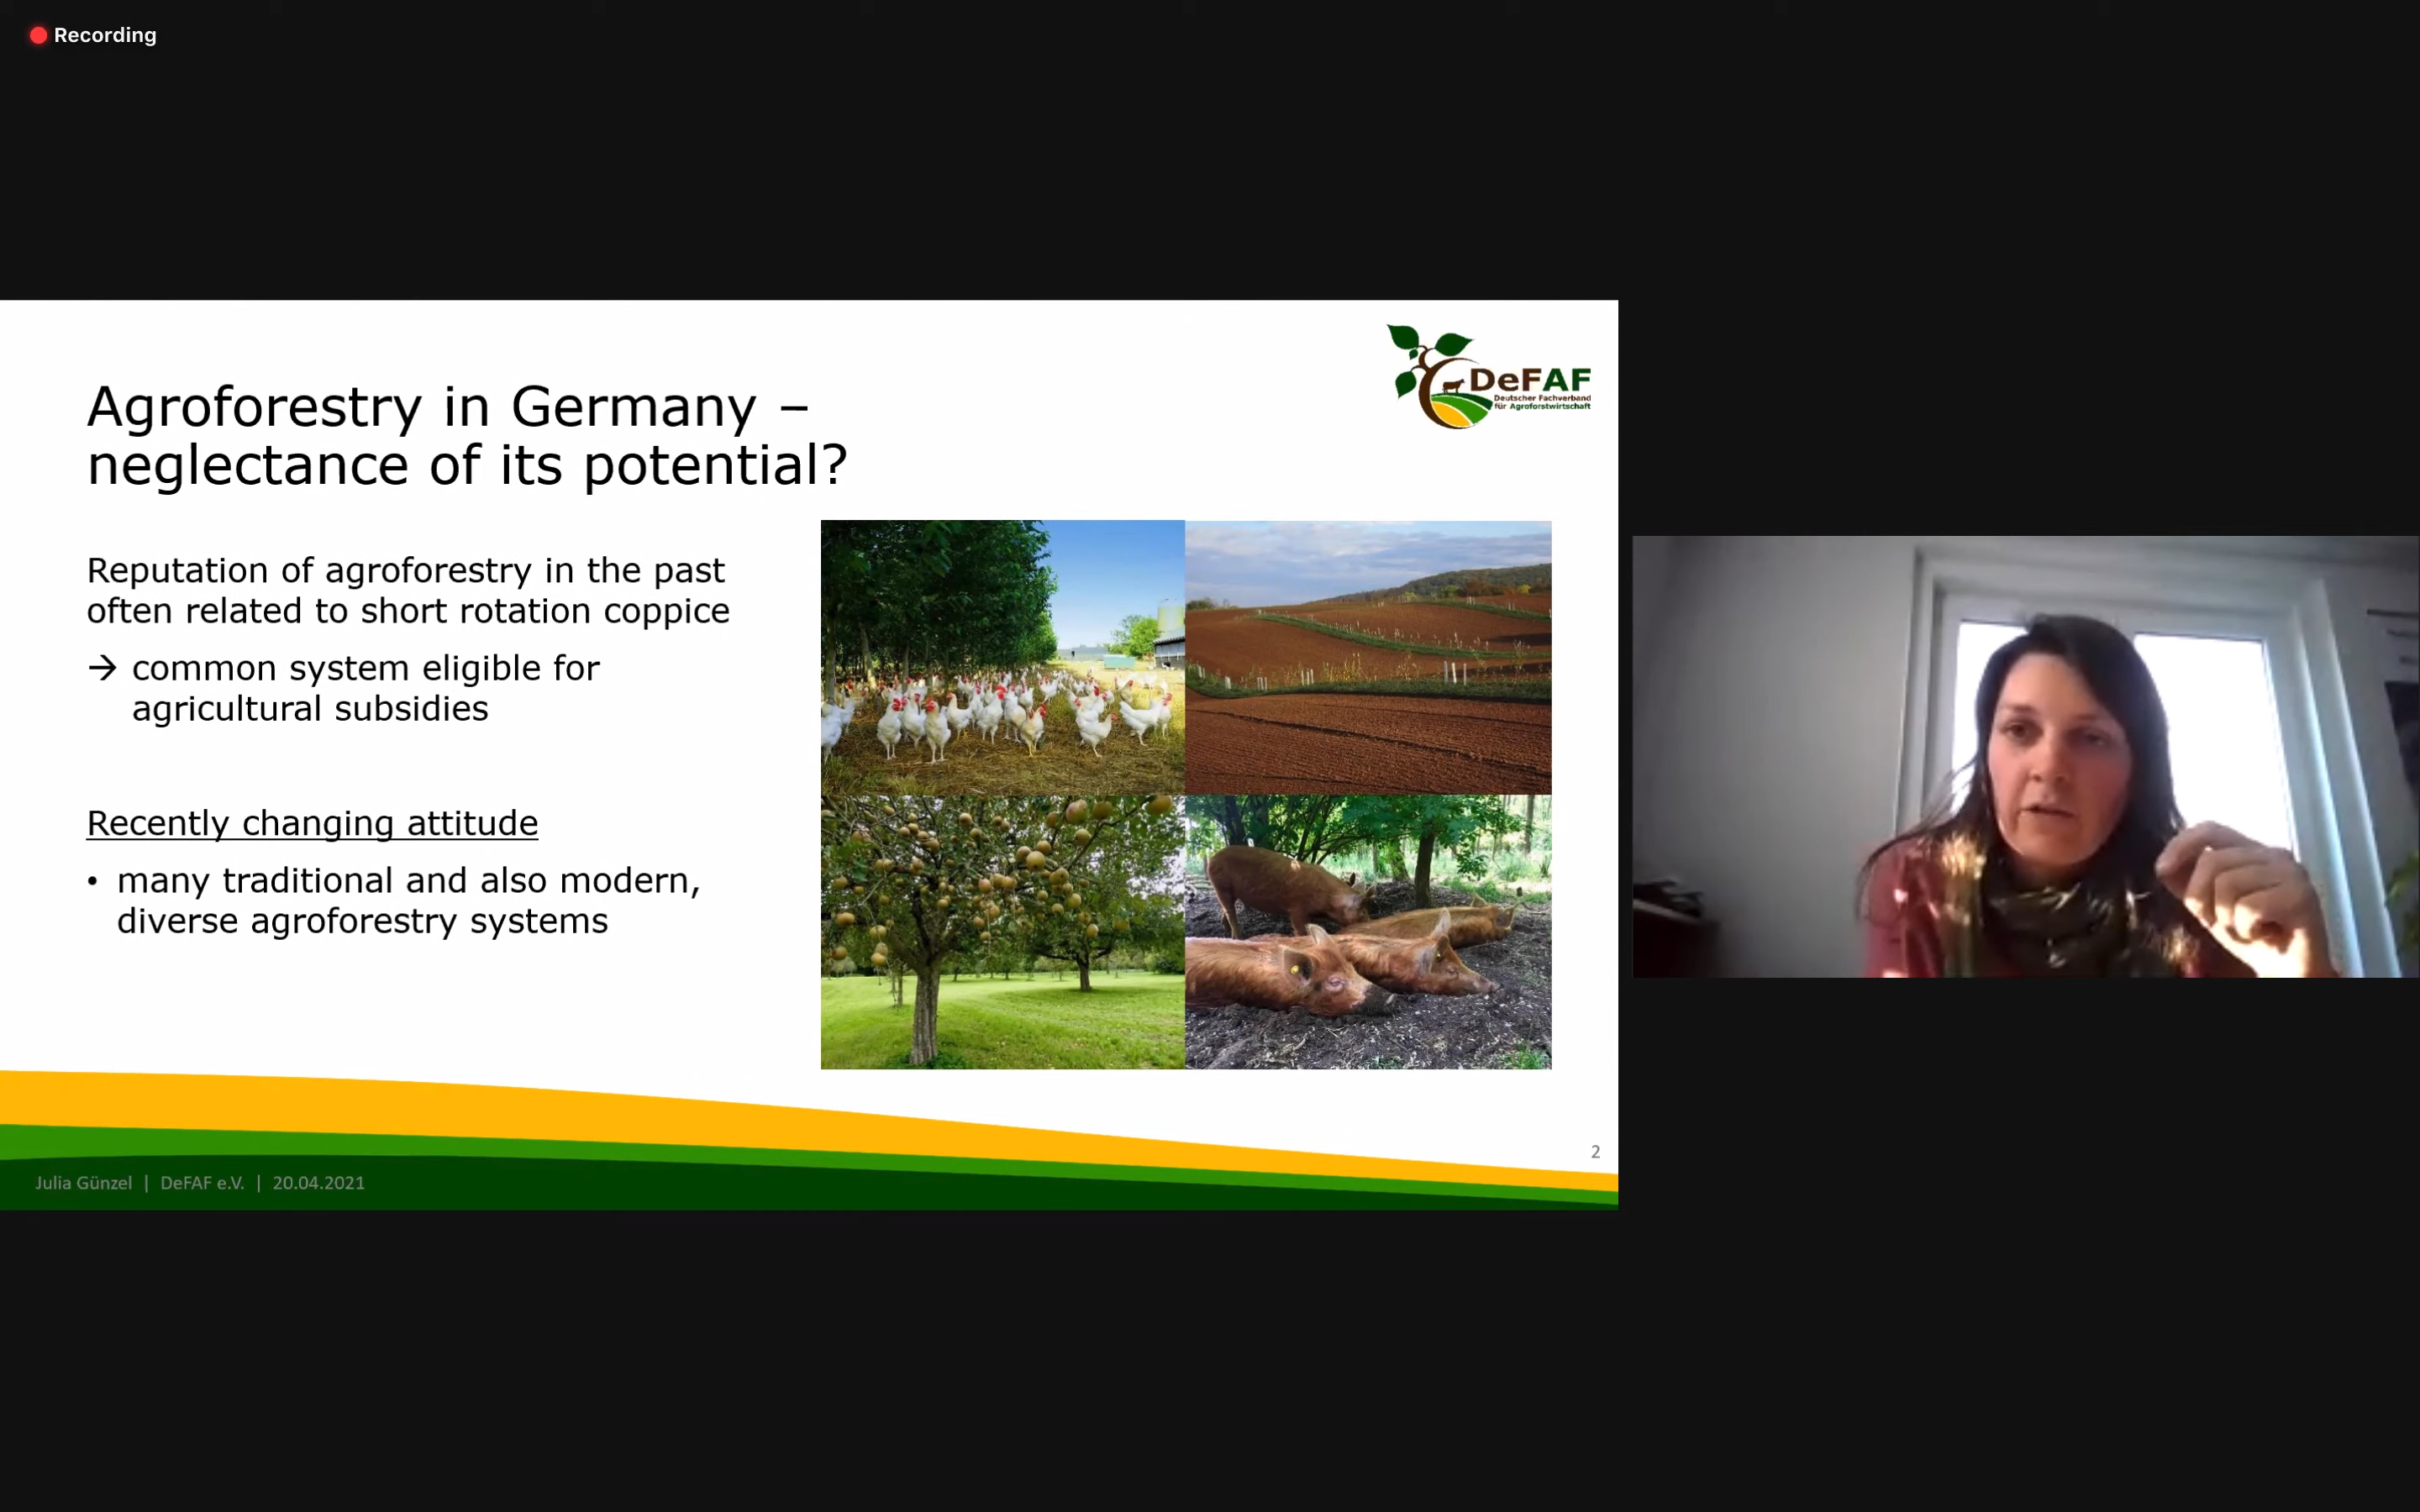 Recording
DeFAF
Deutscher Fachverband
für Agroforstwirtschaft
Agroforestry in Germany –
neglectance of its potential?
Reputation of agroforestry in the past
often related to short rotation coppice
→ common system eligible for
agricultural subsidies
Recently changing attitude
• many traditional and also modern,
diverse agroforestry systems
2
Julia Günzel | DeFAF e.V. | 20.04.2021